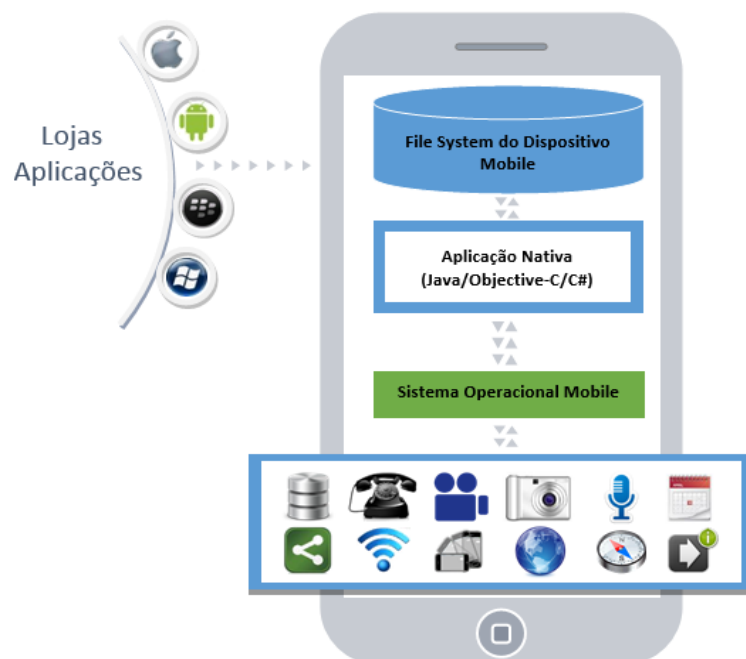 Lojas
Aplicações
File System do Dispositivo
Mobile
Aplicação Nativa
(Java/Objective-C/C#)
Sistema Operacional Mobile